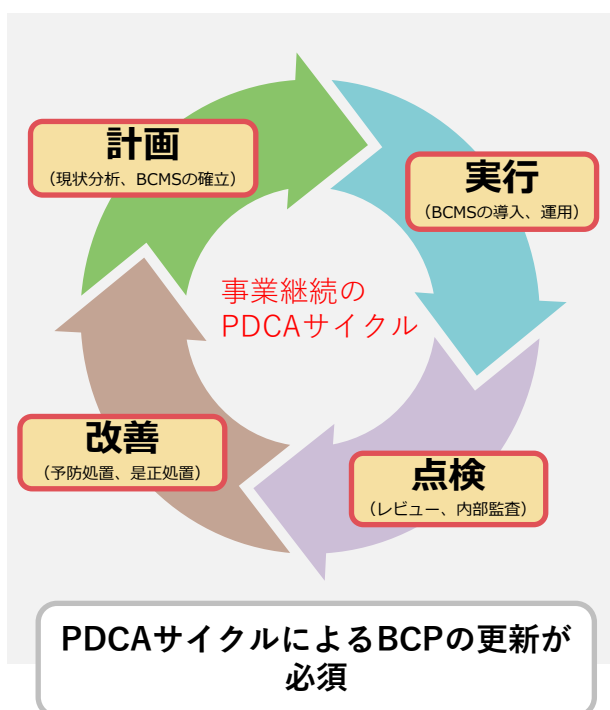 計画
（現状分析、BCMSの確立）
実行
（BCMSの導入、運用）
事業継続の
PDCAサイクル
改善
（予防処置、是正処置）
点検
（レビュー、内部監査）
PDCAサイクルによるBCPの更新が
必須